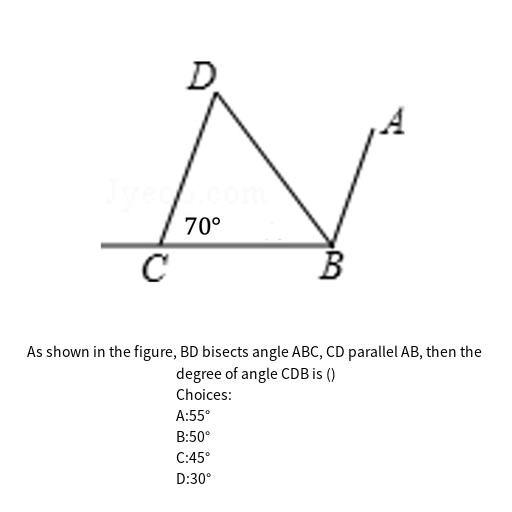 D
A
70°
C
B
As shown in the figure, BD bisects angle ABC, CD parallel AB, then the
degree of angle CDB is ()
Choices:
A:55°
B:50°
C:45°
D:30°